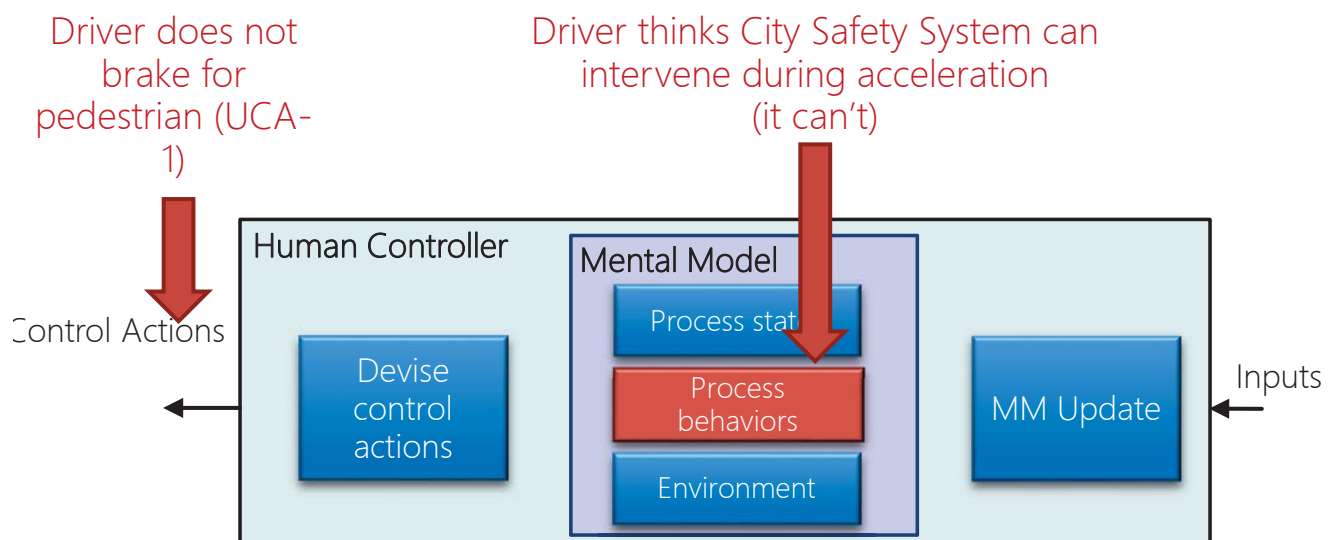 Driver does not
brake for
pedestrian (UCA-
1)
Driver thinks City Safety System can
intervene during acceleration
(it can't)
Human Controller
Mental Model
Process stat
Control Actions
Devise
control
actions
Process
behaviors
MM Update
Inputs
Environment